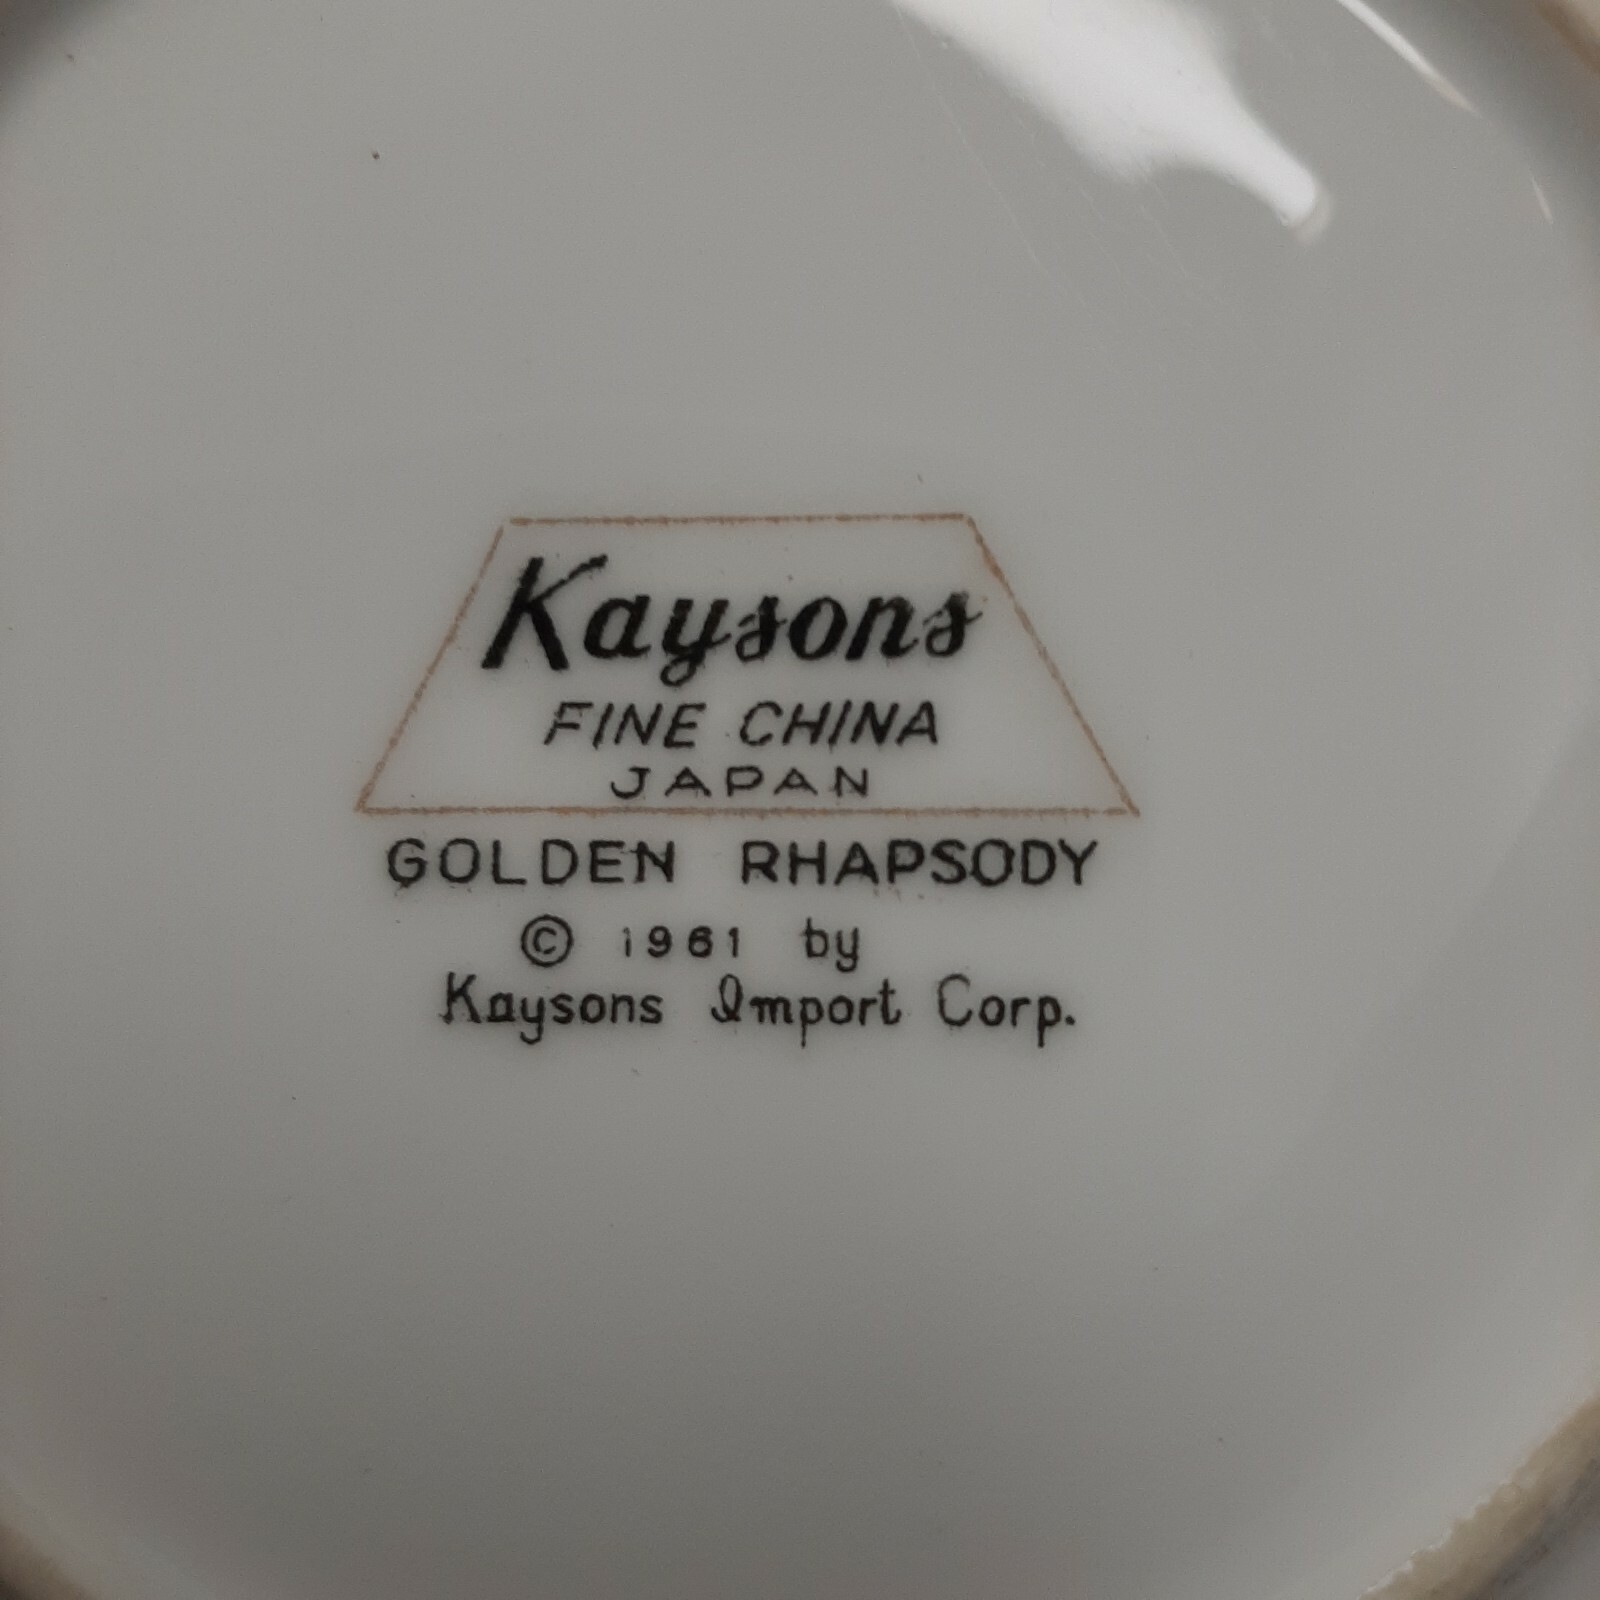 Kaysons
FINE CHINA
JAPAN
GOLDEN RHAPSODY
© 1961 by
Kaysons Import Corp.